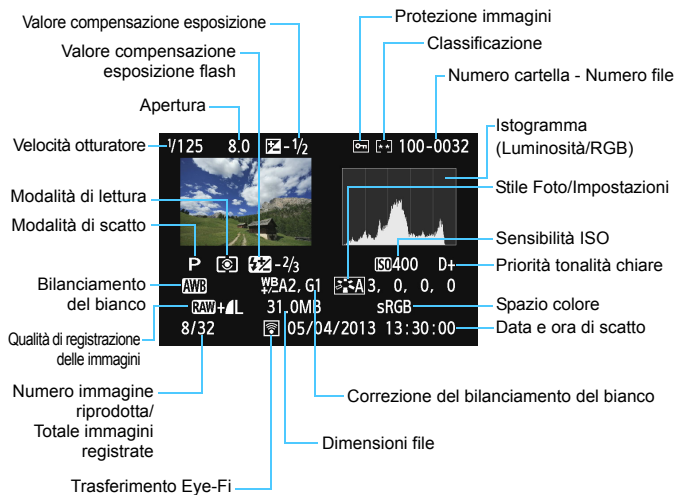 Valore compensazione esposizione
Protezione immagini
Valore compensazione
esposizione flash
Classificazione
Numero cartella - Numero file
Apertura
Istogramma
(Luminosità/RGB)
Velocità otturatore
1/125 8.0 -1/2 100-0032
Stile Foto/Impostazioni
Modalità di lettura
Modalità di scatto
Sensibilità ISO
P -2/3 ISO 400 D+
Priorità tonalità chiare
Bilanciamento
del bianco
AWB WB+/- A2, G1 A 3, 0, 0, 0
RAW+L 31.0MB sRGB
Spazio colore
Qualità di registrazione
delle immagini
8/32 05/04/2013 13:30:00
Data e ora di scatto
Numero immagine
riprodotta/
Totale immagini
registrate
Correzione del bilanciamento del bianco
Dimensioni file
Trasferimento Eye-Fi